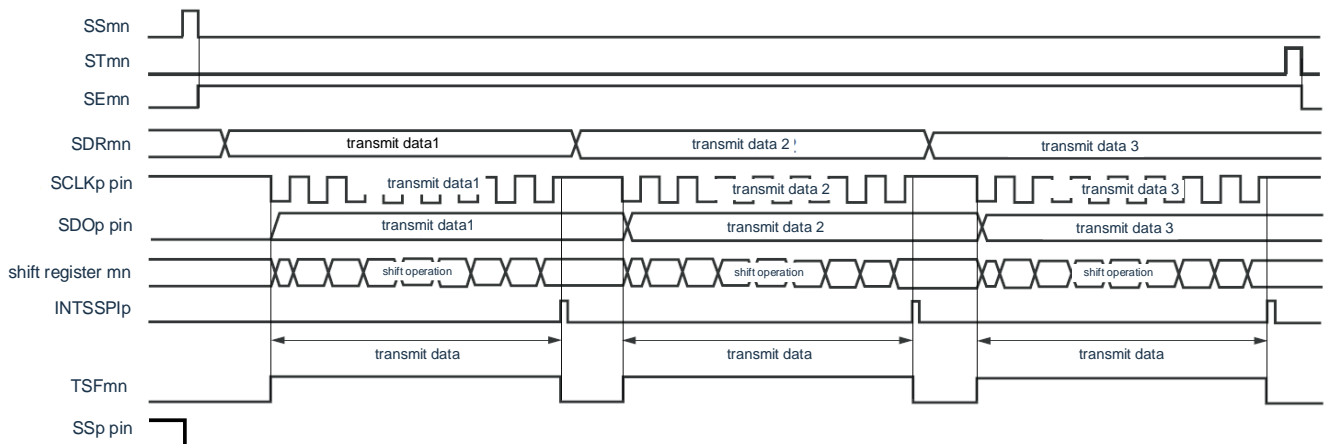 SSmn
STmn
SEmn
SDRmn transmit data1 transmit data 2 transmit data 3
SCLKp pin transmit data1 transmit data 2 transmit data 3
SDOp pin transmit data1 transmit data 2 transmit data 3
shift register mn shift operation shift operation shift operation
INTSSPIp
transmit data transmit data transmit data
TSFmn
SSp pin